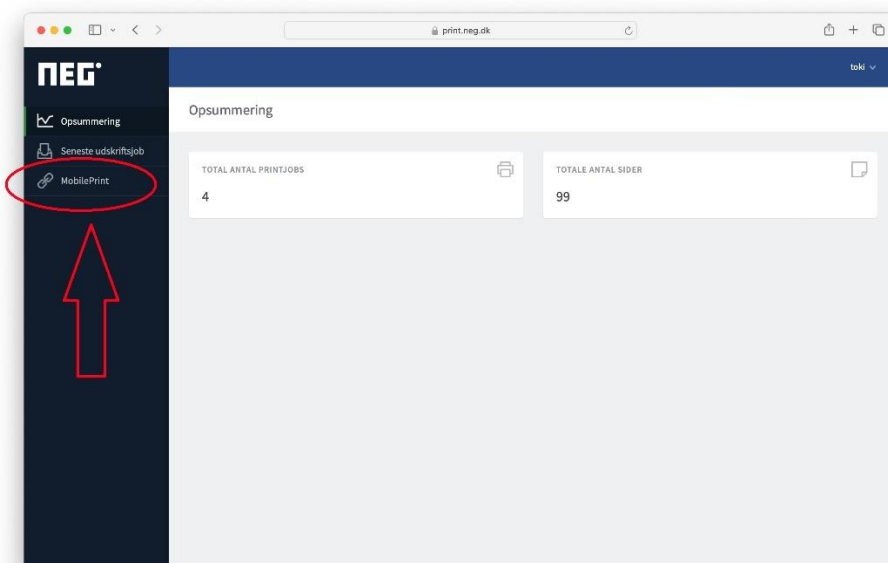 print.neg.dk
NEG
toki
Opsummering
Seneste udskriftsjob
MobilePrint
Opsummering
TOTAL ANTAL PRINTJOBS
4
TOTALE ANTAL SIDER
99